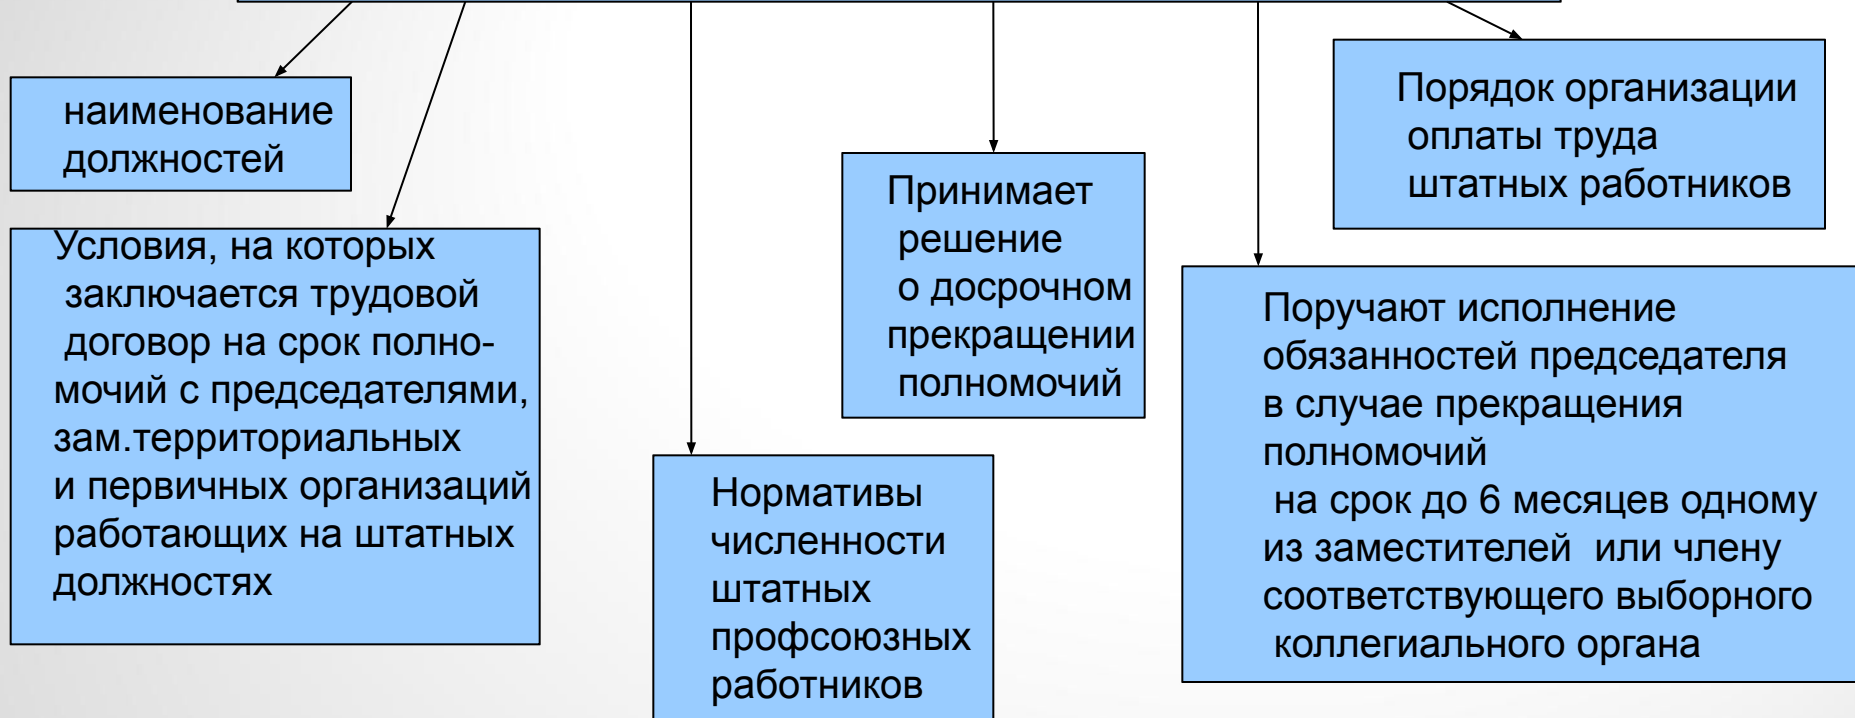 наименование
должностей
Условия, на которых
заключается трудовой
договор на срок полно-
мочий с председателями,
зам.территориальных
и первичных организаций
работающих на штатных
должностях
Нормативы
численности
штатных
профсоюзных
работников
Принимает
решение
о досрочном
прекращении
полномочий
Порядок организации
оплаты труда
штатных работников
Поручают исполнение
обязанностей председателя
в случае прекращения
полномочий
на срок до 6 месяцев одному
из заместителей или члену
соответствующего выборного
коллегиального органа